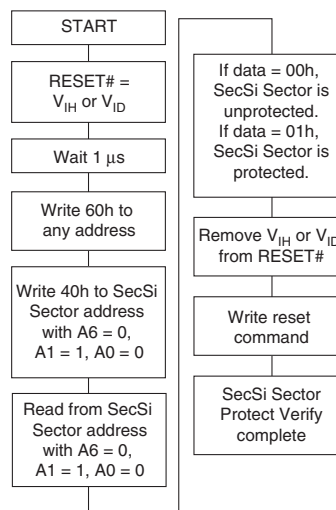 START
RESET# =
VIH or VID
Wait 1 μs
Write 60h to
any address
Write 40h to SecSi
Sector address
with A6 = 0,
A1 = 1, A0 = 0
Read from SecSi
Sector address
with A6 = 0,
A1 = 1, A0 = 0
If data = 00h,
SecSi Sector is
unprotected.
If data = 01h,
SecSi Sector is
protected.
Remove VIH or VID
from RESET#
Write reset
command
SecSi Sector
Protect Verify
complete